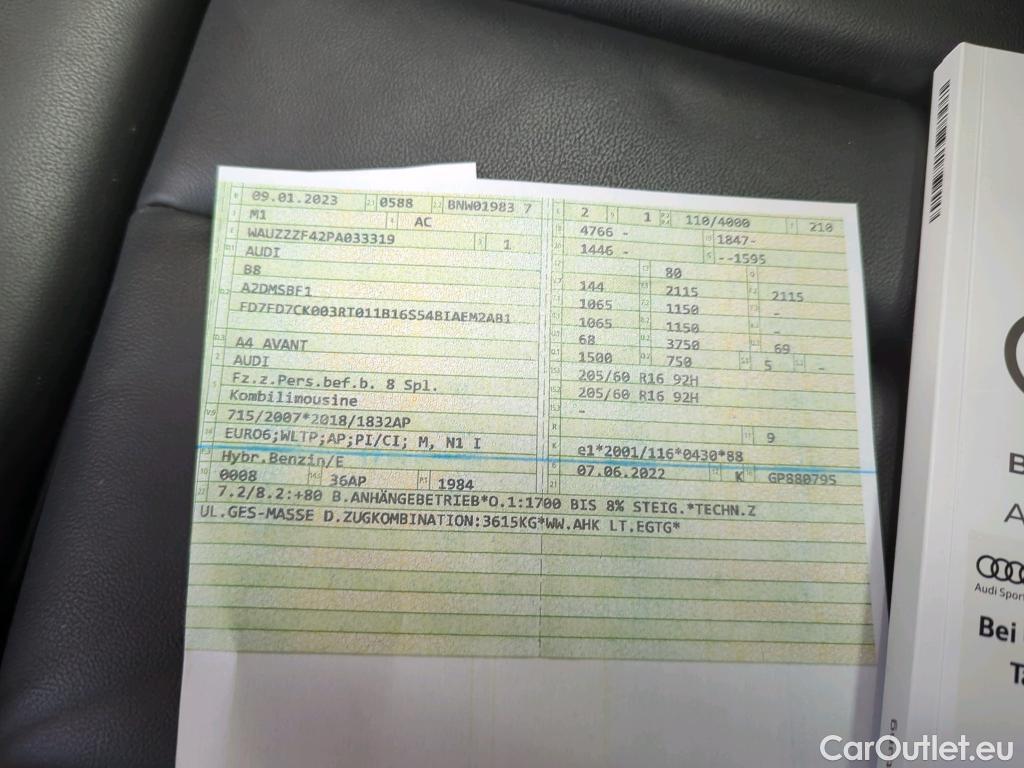 09.01.2023 0588 BNW01983 7
M1 AC
WAUZZZF42PA033319 1
AUDI
B8
A2DMSBF1
FD7FD7CK003RT011B16S54BIAEM2AB1
A4 AVANT
AUDI
Fz.z.Pers.bef.b. 8 Spl.
Kombilimousine
715/2007*2018/1832AP
EURO6;WLTP;AP;PI/CI; M, N1 I
Hybr.Benzin/E
0008 36AP 1984
2 1 110/4000 210
4766 - 1847-
1446 - --1595
80
144 2115 2115
1065 1150 -
1065 1150 -
68 3750 69
1500 750 5 -
205/60 R16 92H
205/60 R16 92H
-
9
e1*2001/116*0430*88
07.06.2022 K GP880795
7.2/8.2:+80 B.ANHÄNGEBETRIEB*O.1:1700 BIS 8% STEIG.*TECHN.Z
UL.GES-MASSE D.ZUGKOMBINATION:3615KG*WW.AHK LT.EGTG*
Audi Sport
Bei
CarOutlet.eu